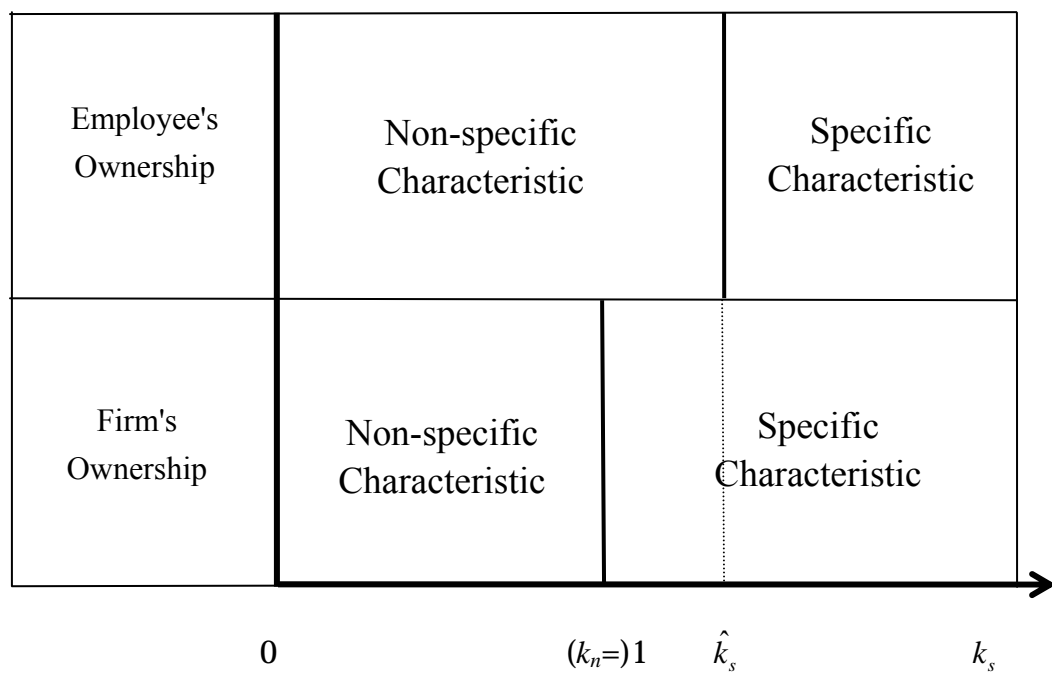 Employee's
Ownership
Non-specific
Characteristic
Specific
Characteristic
Firm's
Ownership
Non-specific
Characteristic
Specific
Characteristic
0 (kₙ=)1 k̂ₛ kₛ